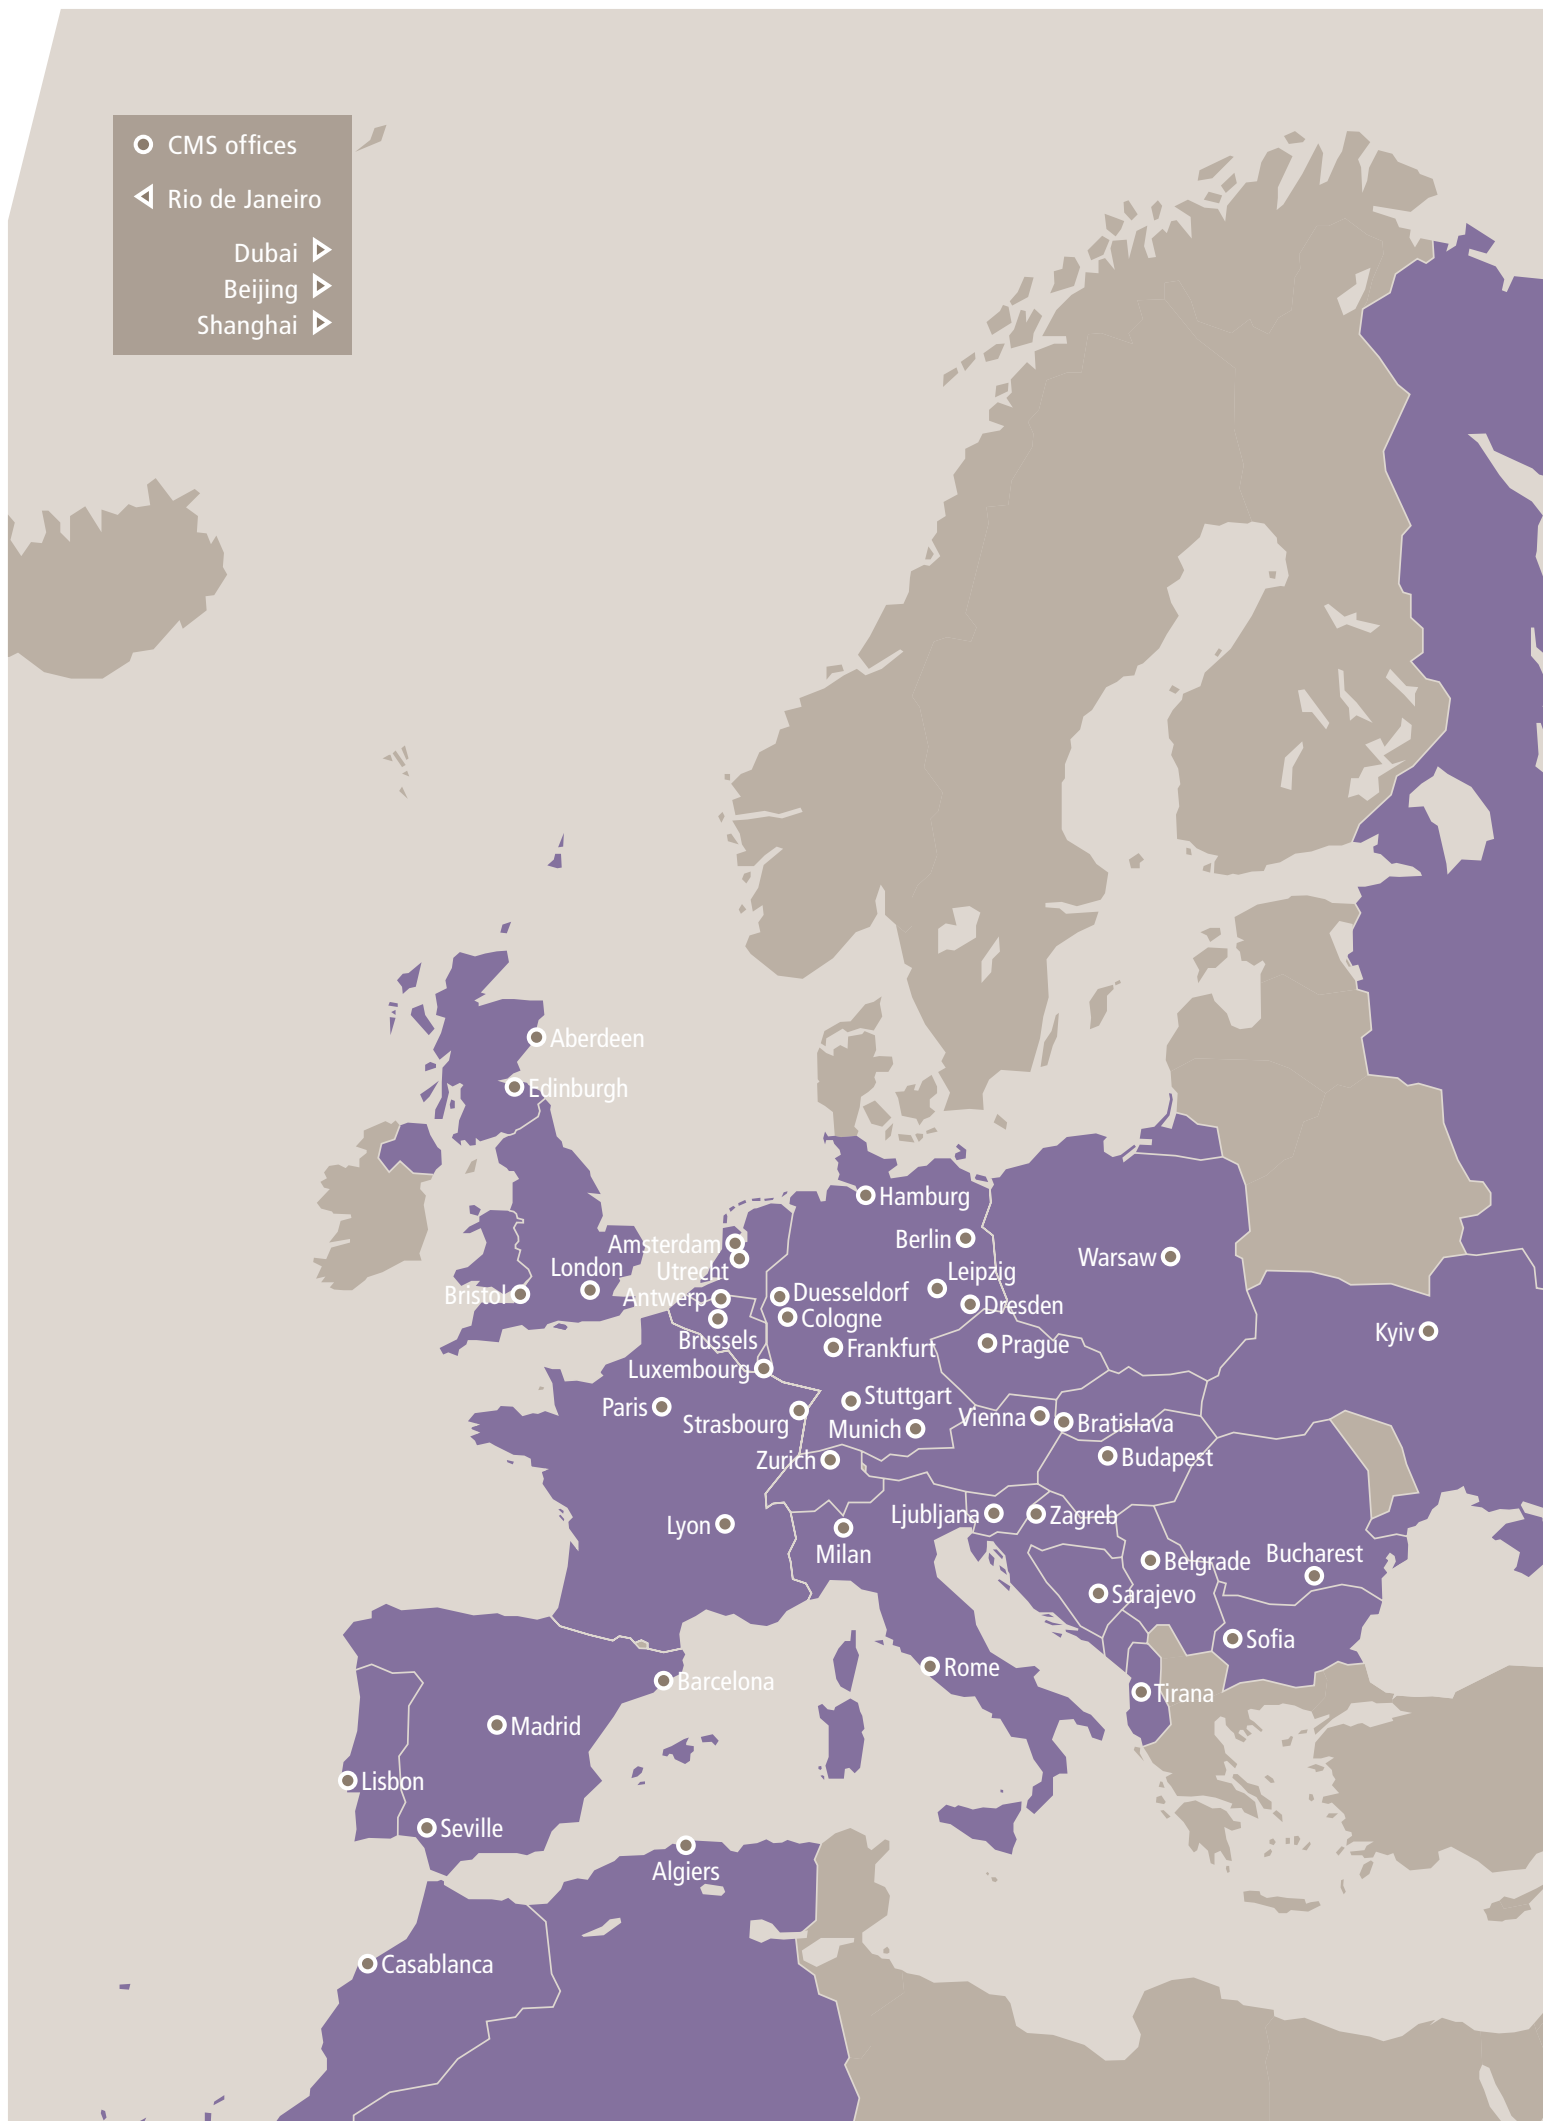 CMS offices
Rio de Janeiro
Dubai
Beijing
Shanghai
Aberdeen
Edinburgh
Hamburg
Amsterdam
Berlin
Warsaw
Utrecht
London
Leipzig
Bristol
Antwerp
Duesseldorf
Dresden
Cologne
Kyiv
Brussels
Frankfurt
Prague
Luxembourg
Paris
Stuttgart
Strasbourg
Vienna
Munich
Bratislava
Zurich
Budapest
Ljubljana
Zagreb
Lyon
Milan
Bucharest
Belgrade
Sarajevo
Sofia
Rome
Barcelona
Tirana
Madrid
Lisbon
Seville
Algiers
Casablanca